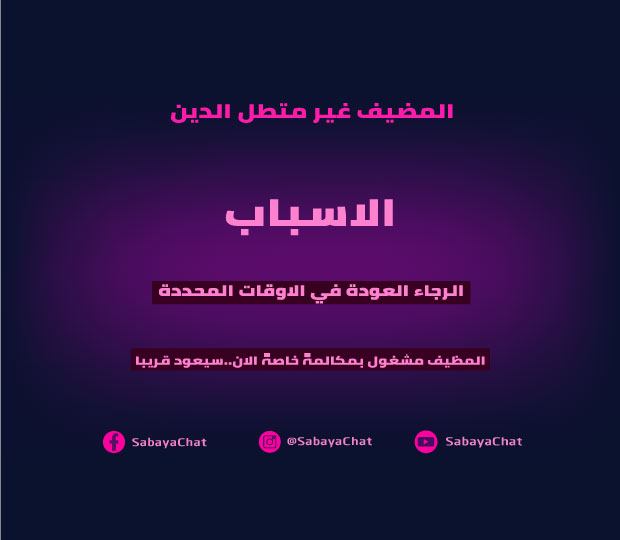 المضيف غير متطل الدين
الاسباب
الرجاء العودة في الاوقات المحددة
المظيف مشغول بمكالمة خاصة الان..سيعود قريبا
SabayaChat @SabayaChat SabayaChat